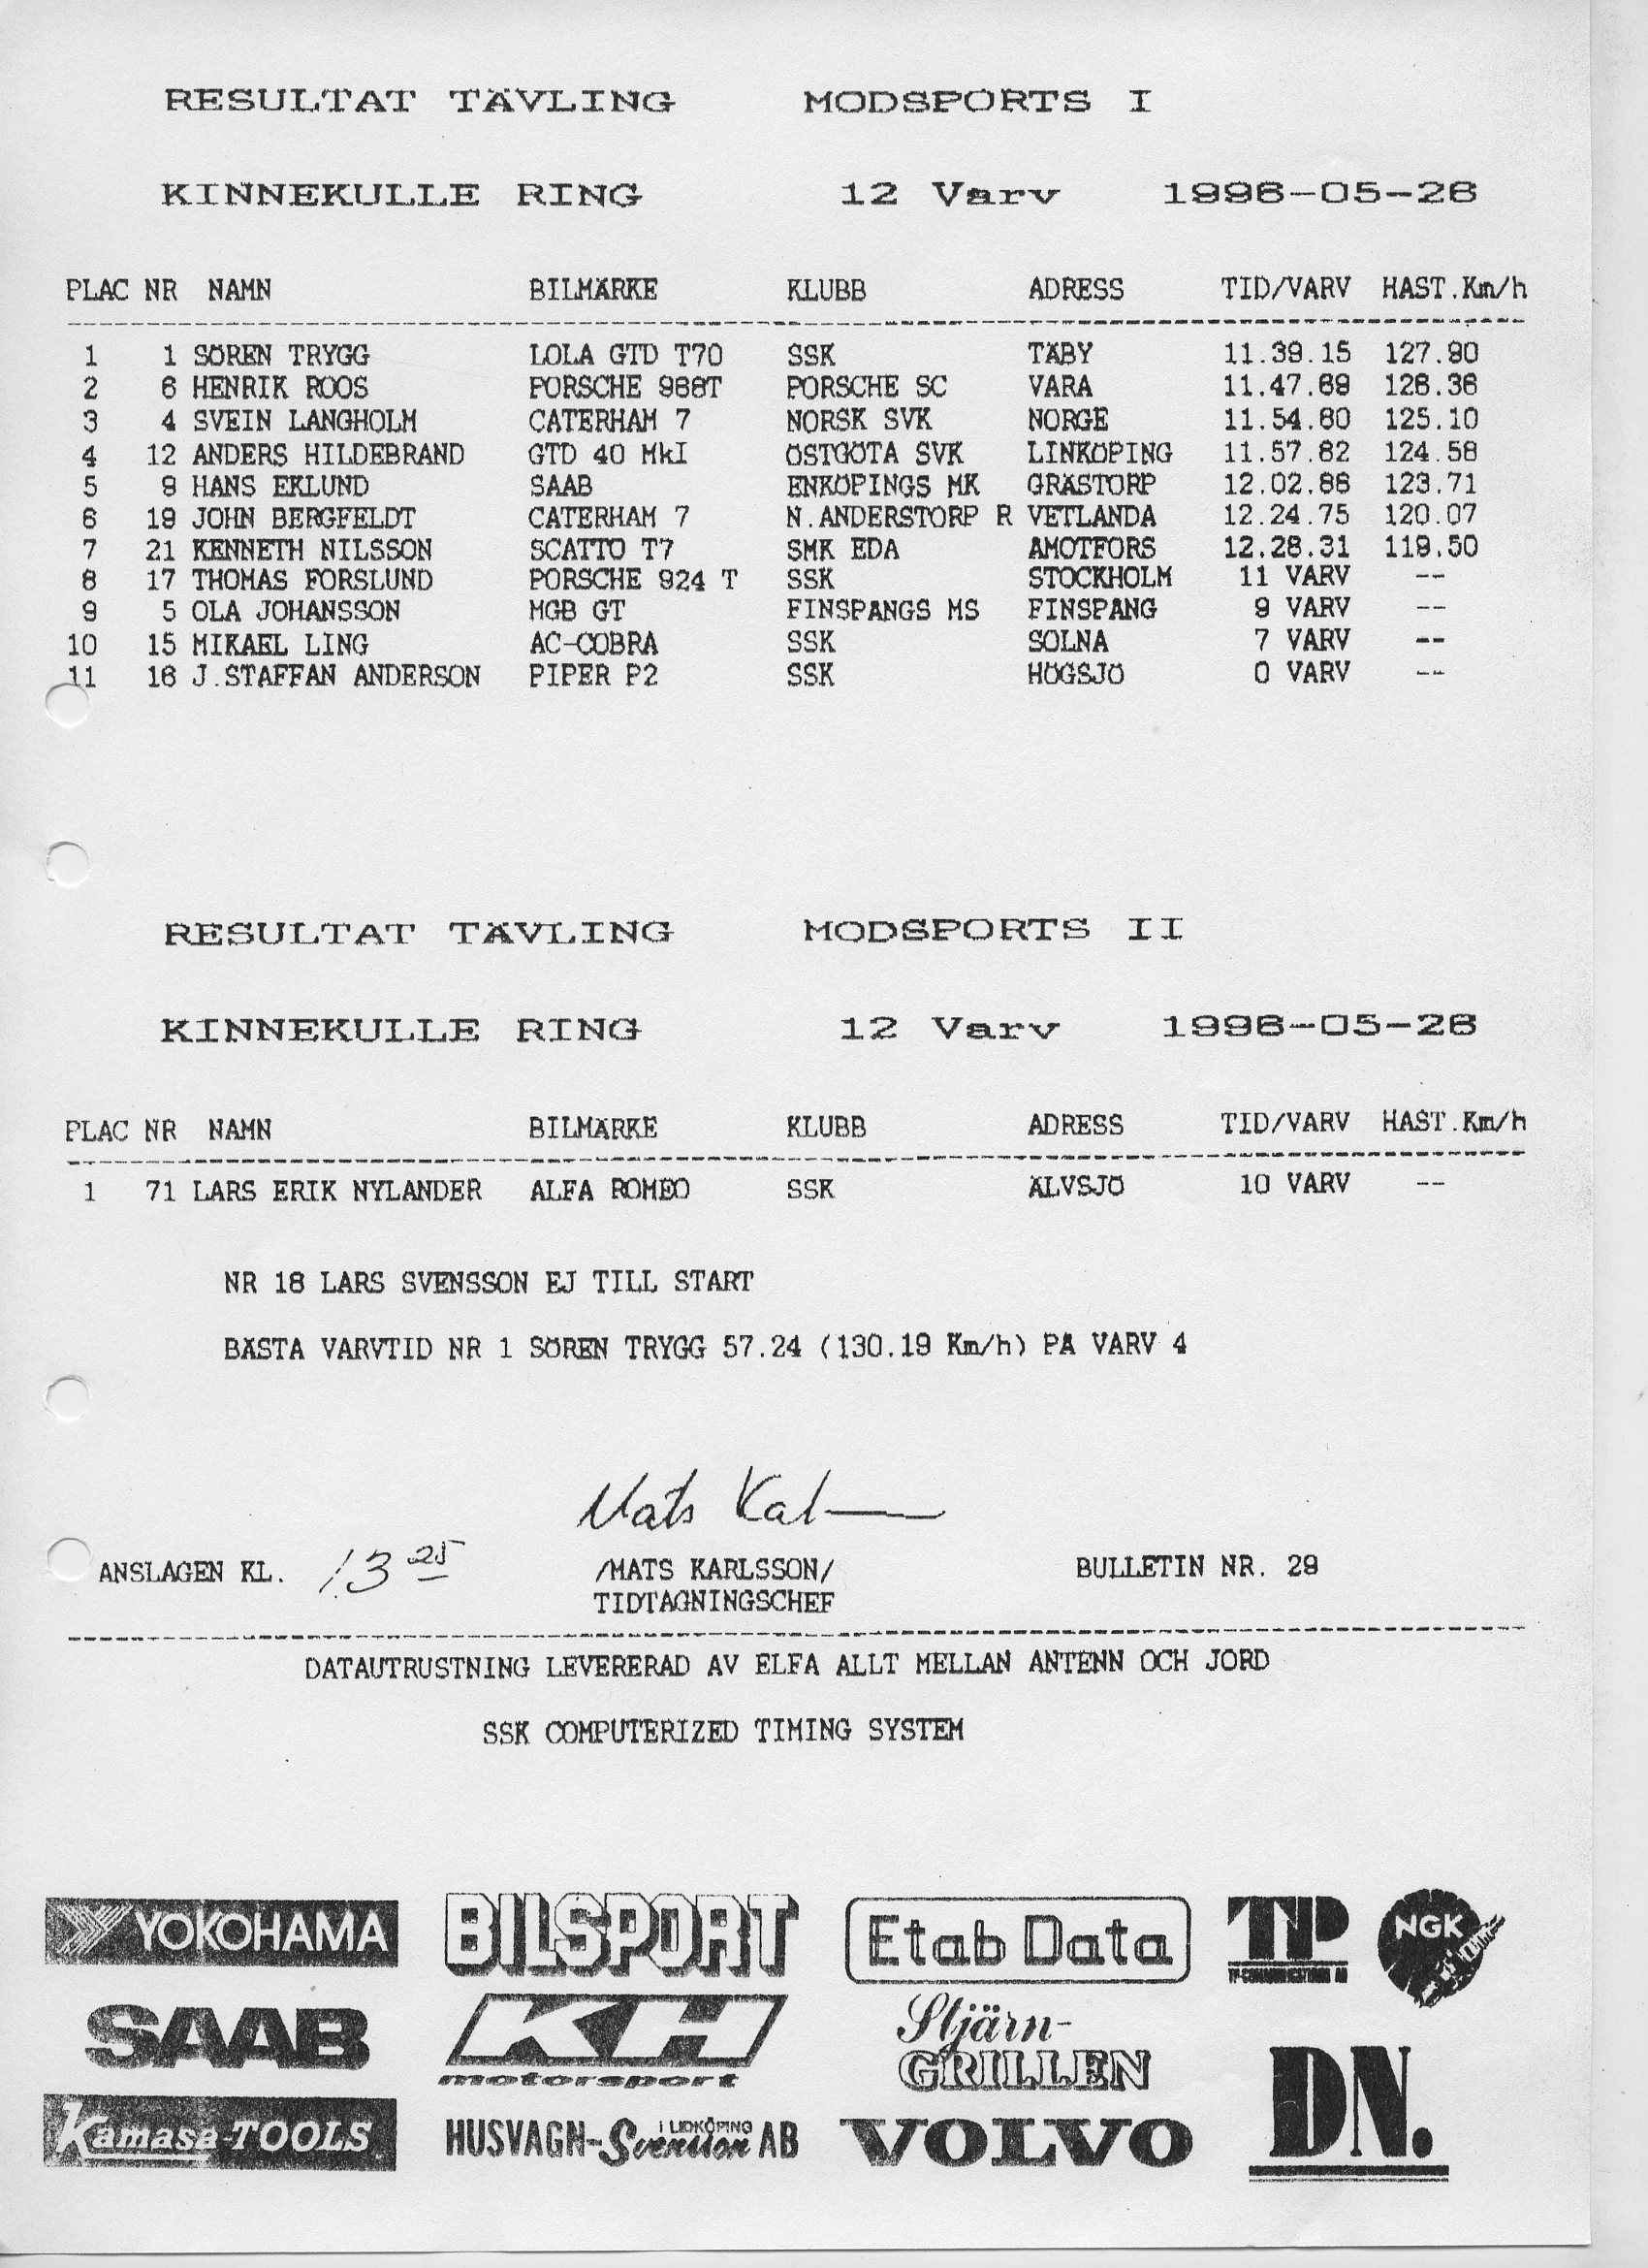 RESULTAT TÄVLING MODSPORTS I
KINNEKULLE RING 12 Varv 1996-05-26
PLAC NR NAMN BILMÄRKE KLUBB ADRESS TID/VARV HAST.Km/h
1 1 SÖREN TRYGG LOLA GTD T70 SSK TÄBY 11.39.15 127.90
2 6 HENRIK ROOS PORSCHE 968T PORSCHE SC VARA 11.47.69 126.36
3 4 SVEIN LANGHOLM CATERHAM 7 NORSK SVK NORGE 11.54.80 125.10
4 12 ANDERS HILDEBRAND GTD 40 MkI ÖSTGÖTA SVK LINKÖPING 11.57.82 124.58
5 9 HANS EKLUND SAAB ENKÖPINGS MK GRÄSTORP 12.02.86 123.71
6 19 JOHN BERGFELDT CATERHAM 7 N.ANDERSTORP R VETLANDA 12.24.75 120.07
7 21 KENNETH NILSSON SCATTO T7 SMK EDA ÅMOTFORS 12.28.31 119.50
8 17 THOMAS FORSLUND PORSCHE 924 T SSK STOCKHOLM 11 VARV --
9 5 OLA JOHANSSON MGB GT FINSPÅNGS MS FINSPÅNG 9 VARV --
10 15 MIKAEL LING AC-COBRA SSK SOLNA 7 VARV --
11 16 J.STAFFAN ANDERSON PIPER P2 SSK HÖGSJÖ 0 VARV --
RESULTAT TÄVLING MODSPORTS II
KINNEKULLE RING 12 Varv 1996-05-26
PLAC NR NAMN BILMÄRKE KLUBB ADRESS TID/VARV HAST.Km/h
1 71 LARS ERIK NYLANDER ALFA ROMEO SSK ÄLVSJÖ 10 VARV --
NR 18 LARS SVENSSON EJ TILL START
BÄSTA VARVTID NR 1 SÖREN TRYGG 57.24 (130.19 Km/h) PÅ VARV 4
Mats Kal
ANSLAGEN KL. 13 25 /MATS KARLSSON/ BULLETIN NR. 29
TIDTAGNINGSCHEF
DATAUTRUSTNING LEVERERAD AV ELFA ALLT MELLAN ANTENN OCH JORD
SSK COMPUTERIZED TIMING SYSTEM
YOKOHAMA BILSPORT Etab Data TP NGK
TP-COMMUNICATIONS AB
SAAB KH motorsport Stjärn-GRILLEN DN.
Kamasa-TOOLS HUSVAGN-Svensson I LIDKÖPING AB VOLVO